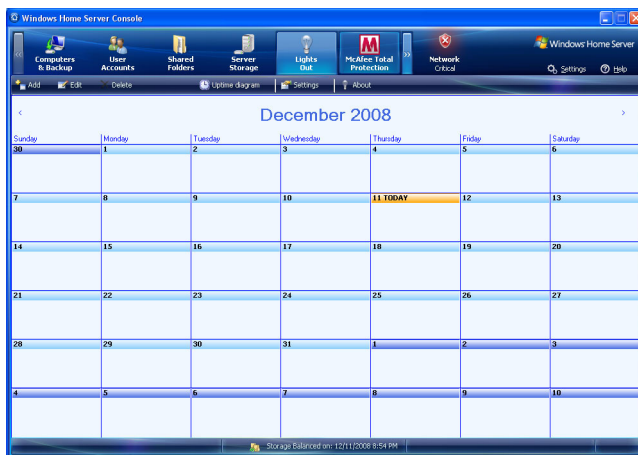 Windows Home Server Console
Computers & Backup
User Accounts
Shared Folders
Server Storage
Lights Out
McAfee Total Protection
Network Critical
Windows Home Server
Settings Help
Add Edit Delete Uptime diagram Settings About
December 2008
Sunday Monday Tuesday Wednesday Thursday Friday Saturday
30 1 2 3 4 5 6
7 8 9 10 11 TODAY 12 13
14 15 16 17 18 19 20
21 22 23 24 25 26 27
28 29 30 31 1 2 3
4 5 6 7 8 9 10
Storage Balanced on: 12/11/2008 8:54 PM